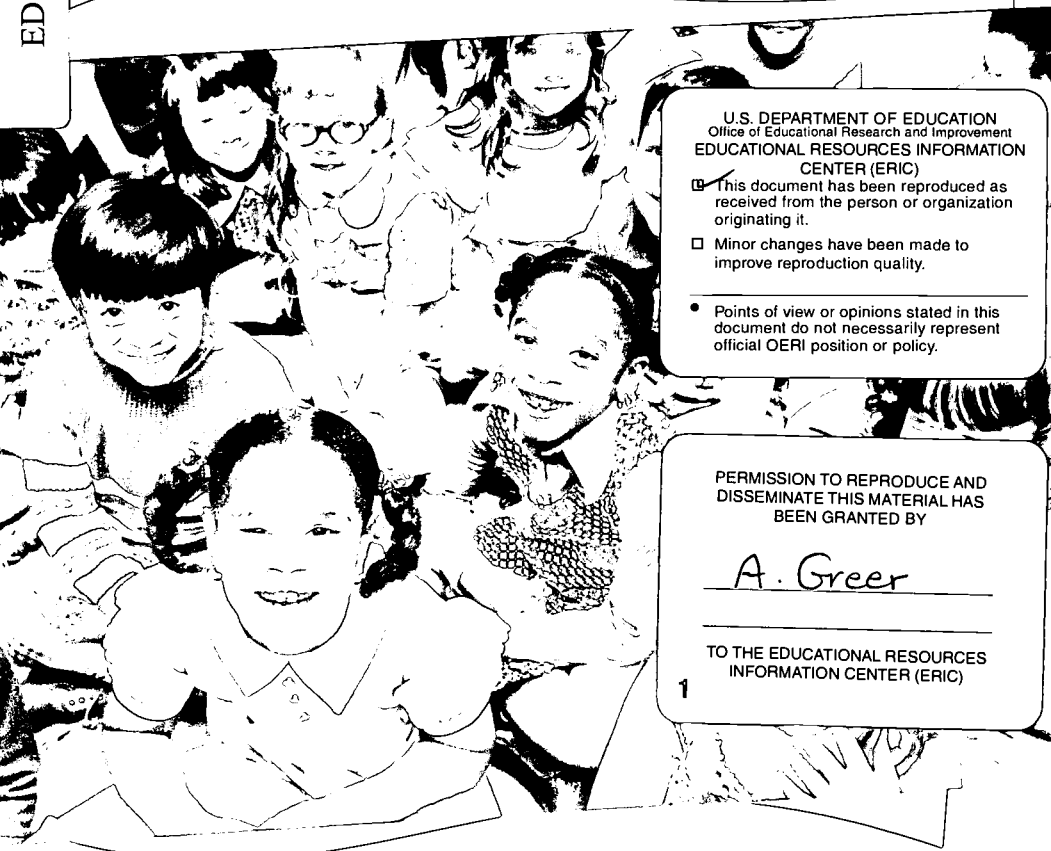 ED
U.S. DEPARTMENT OF EDUCATION
Office of Educational Research and Improvement
EDUCATIONAL RESOURCES INFORMATION
CENTER (ERIC)
This document has been reproduced as
received from the person or organization
originating it.
Minor changes have been made to
improve reproduction quality.
Points of view or opinions stated in this
document do not necessarily represent
official OERI position or policy.
PERMISSION TO REPRODUCE AND
DISSEMINATE THIS MATERIAL HAS
BEEN GRANTED BY
A. Greer
TO THE EDUCATIONAL RESOURCES
INFORMATION CENTER (ERIC)
1